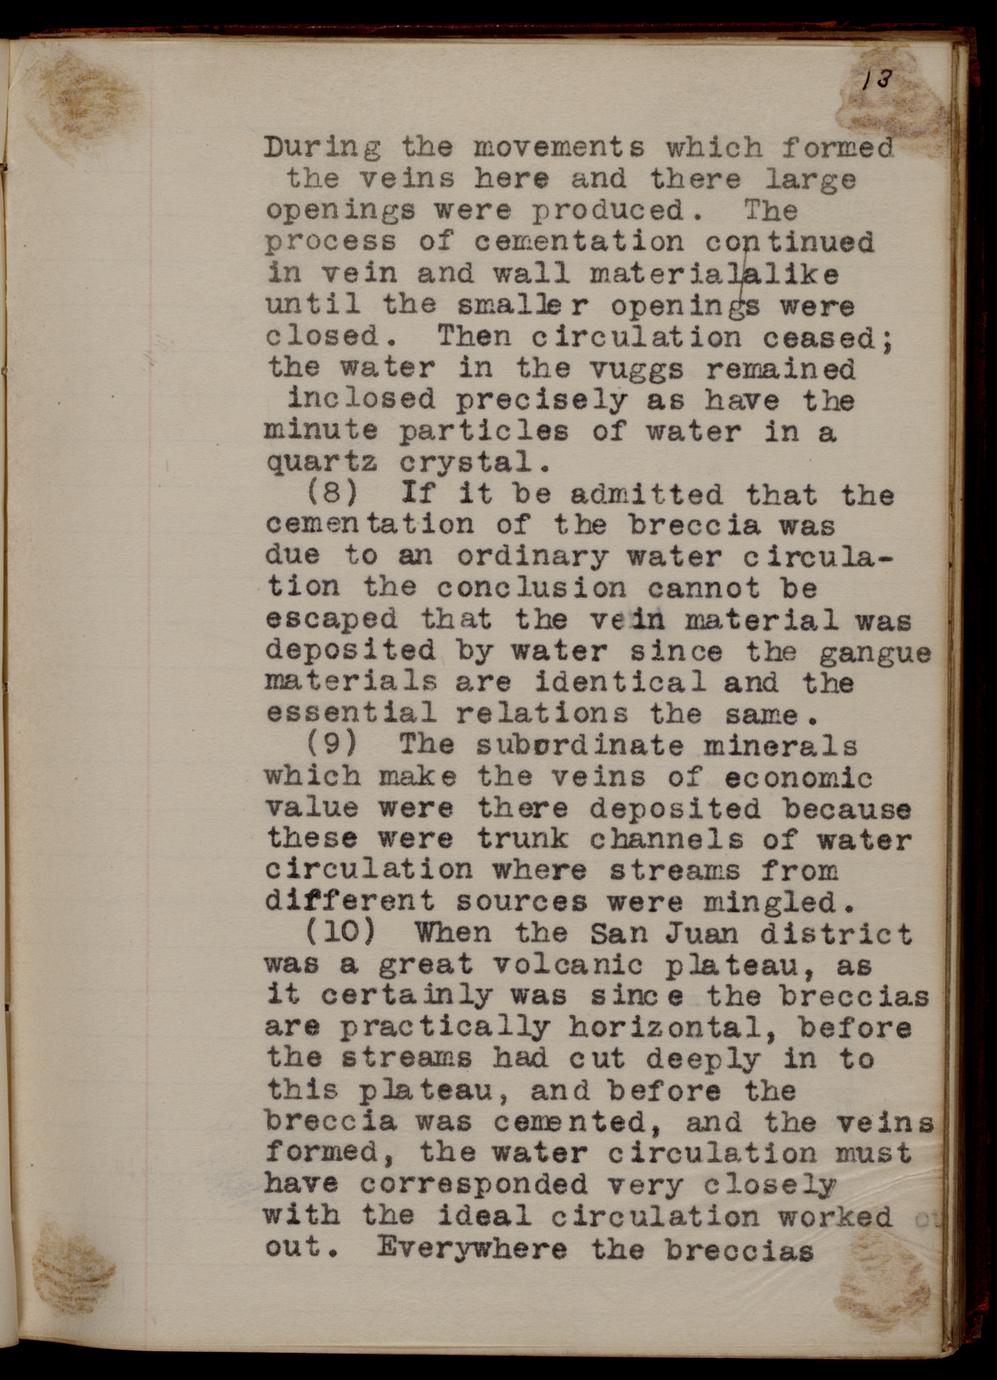 13
During the movements which formed
the veins here and there large
openings were produced. The
process of cementation continued
in vein and wall material alike
until the smaller openings were
closed. Then circulation ceased;
the water in the vuggs remained
inclosed precisely as have the
minute particles of water in a
quartz crystal.
(8) If it be admitted that the
cementation of the breccia was
due to an ordinary water circula-
tion the conclusion cannot be
escaped that the vein material was
deposited by water since the gangue
materials are identical and the
essential relations the same.
(9) The subordinate minerals
which make the veins of economic
value were there deposited because
these were trunk channels of water
circulation where streams from
different sources were mingled.
(10) When the San Juan district
was a great volcanic plateau, as
it certainly was since the breccias
are practically horizontal, before
the streams had cut deeply in to
this plateau, and before the
breccia was cemented, and the veins
formed, the water circulation must
have corresponded very closely
with the ideal circulation worked
out. Everywhere the breccias